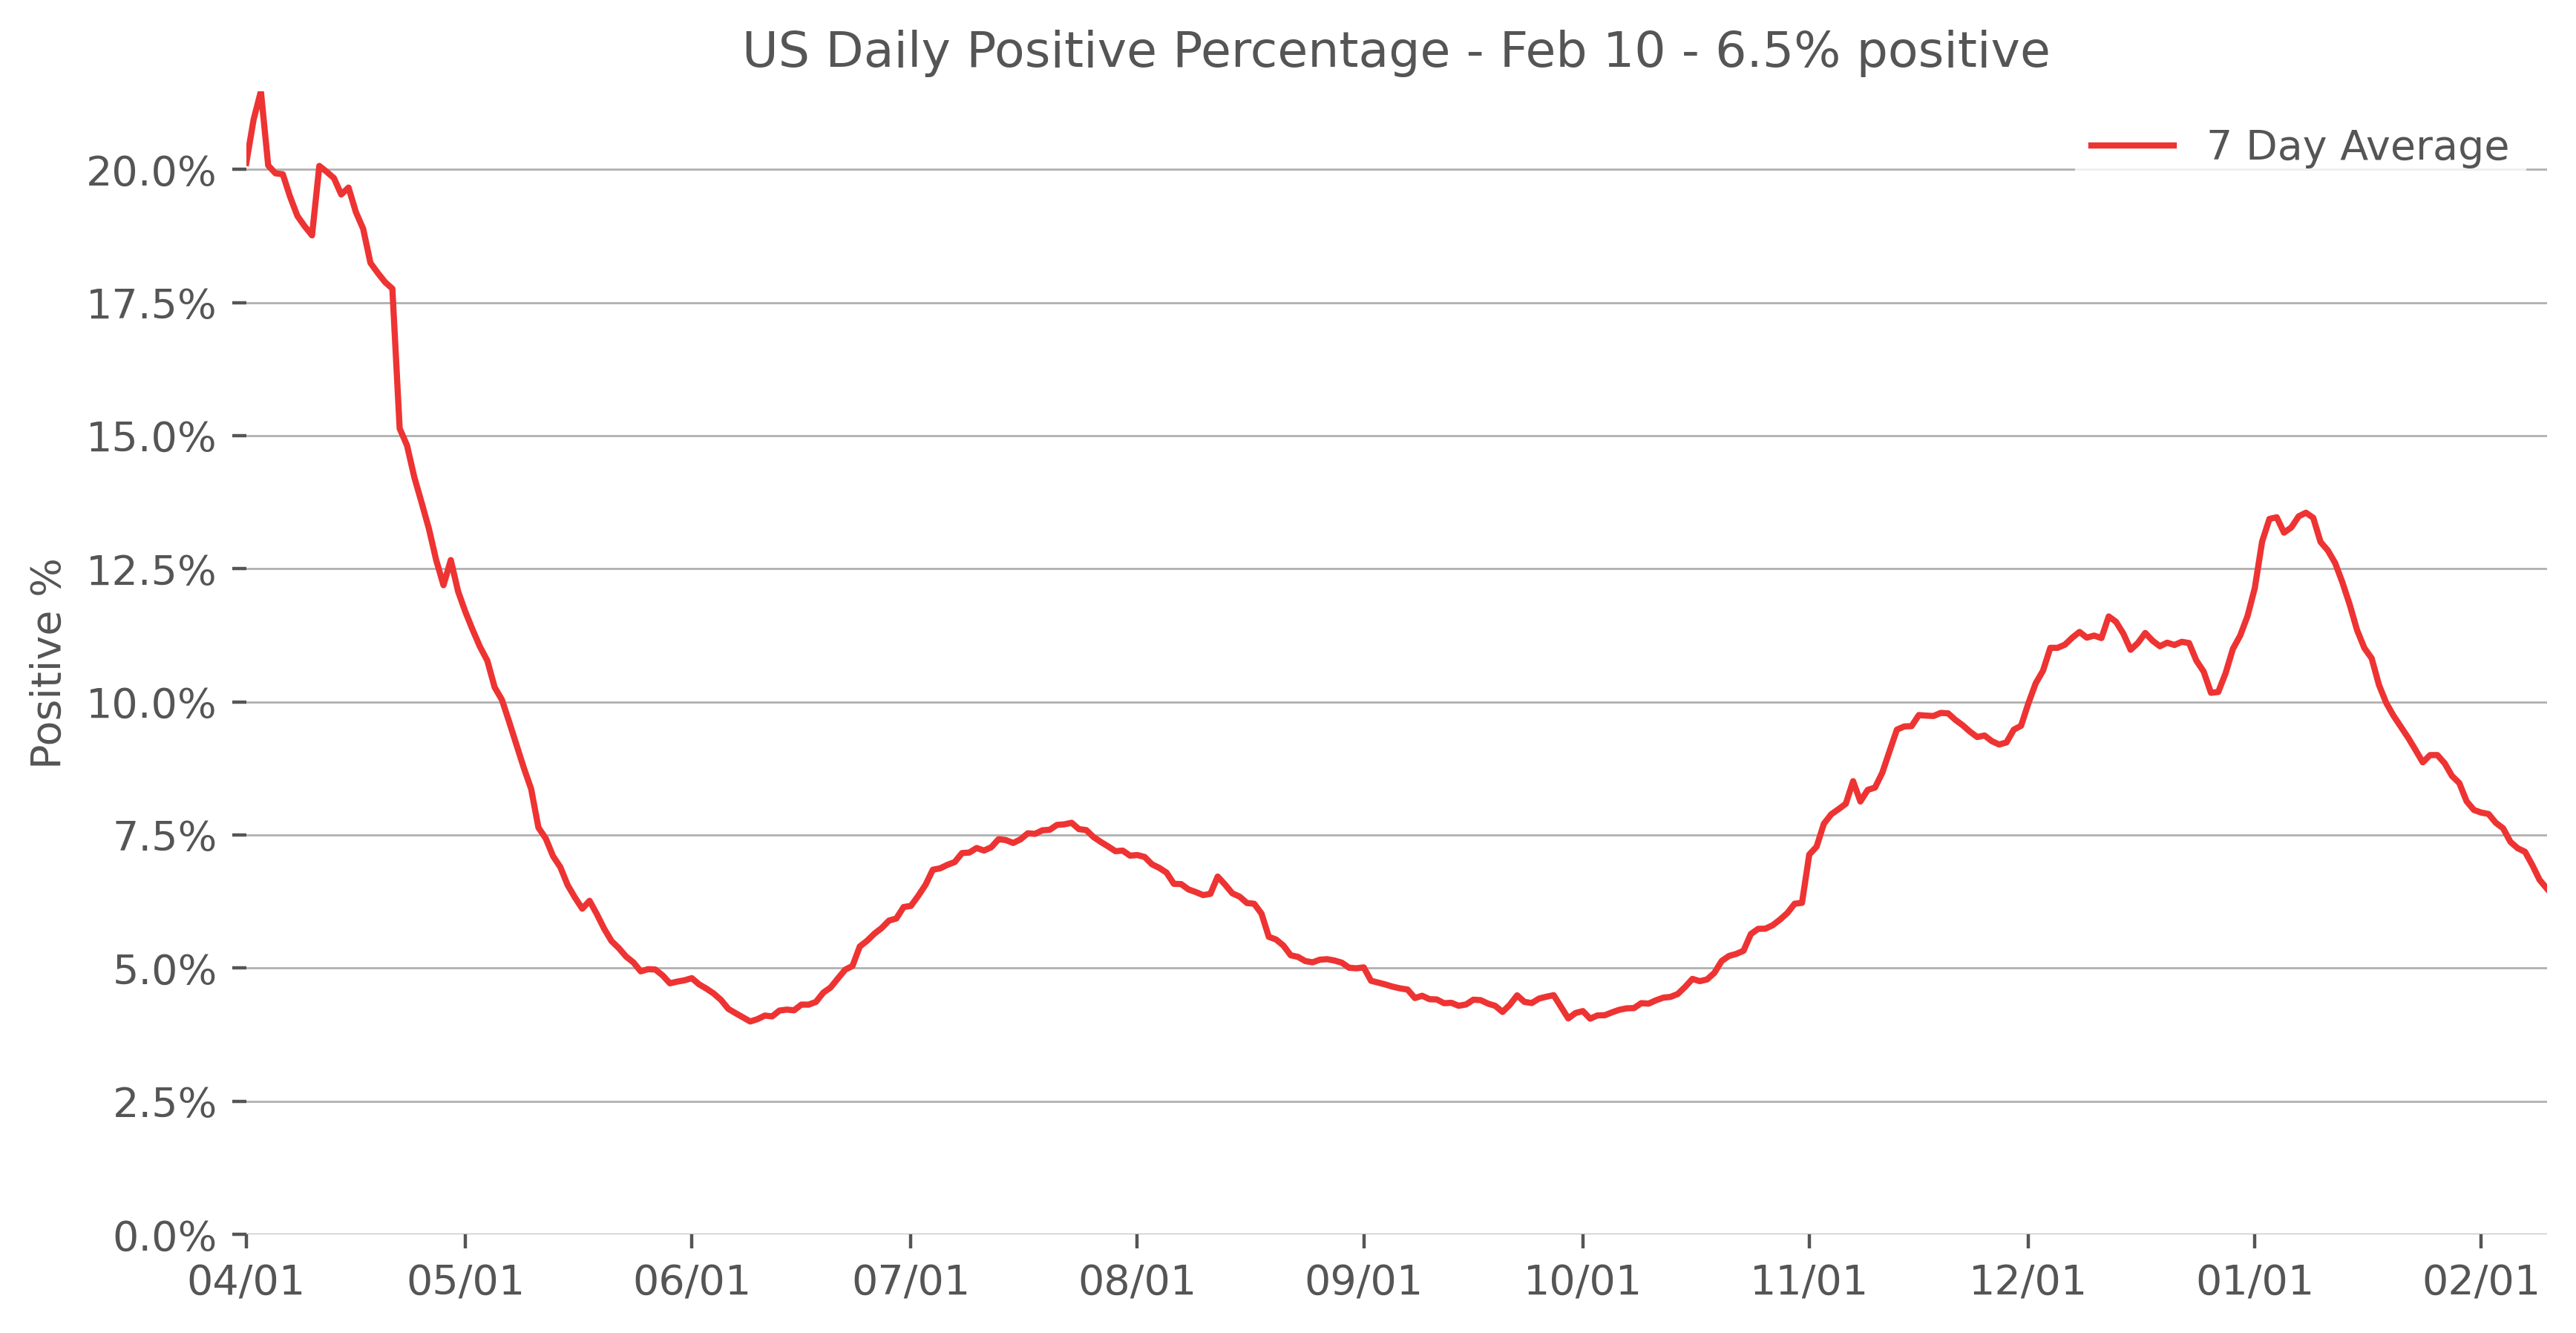 US Daily Positive Percentage - Feb 10 - 6.5% positive
7 Day Average
Positive %
20.0%
17.5%
15.0%
12.5%
10.0%
7.5%
5.0%
2.5%
0.0%
04/01 05/01 06/01 07/01 08/01 09/01 10/01 11/01 12/01 01/01 02/01